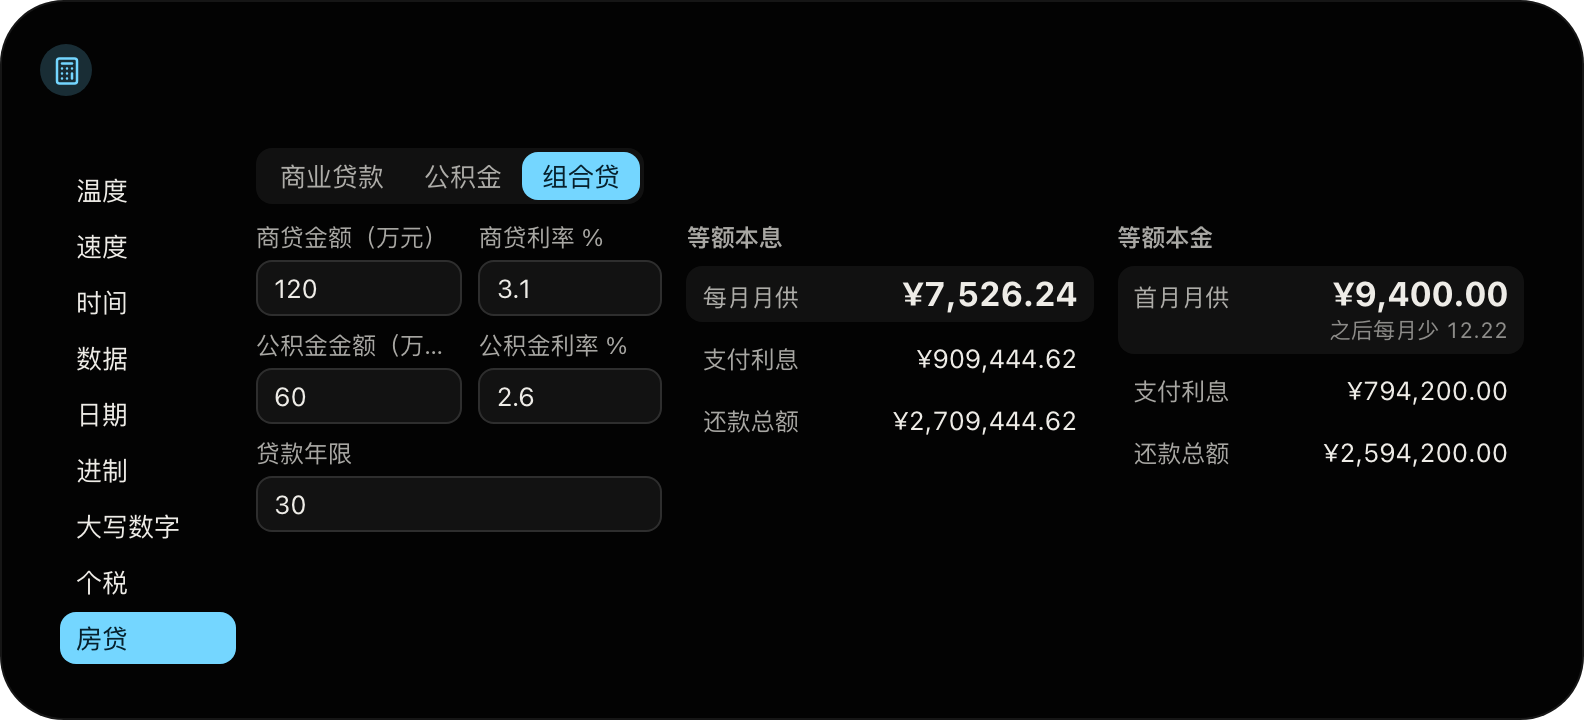 温度
速度
时间
数据
日期
进制
大写数字
个税
房贷
商业贷款 公积金 组合贷
商贷金额（万元） 商贷利率 %
120 3.1
公积金金额（万... 公积金利率 %
60 2.6
贷款年限
30
等额本息
每月月供 ¥7,526.24
支付利息 ¥909,444.62
还款总额 ¥2,709,444.62
等额本金
首月月供 ¥9,400.00
之后每月少 12.22
支付利息 ¥794,200.00
还款总额 ¥2,594,200.00